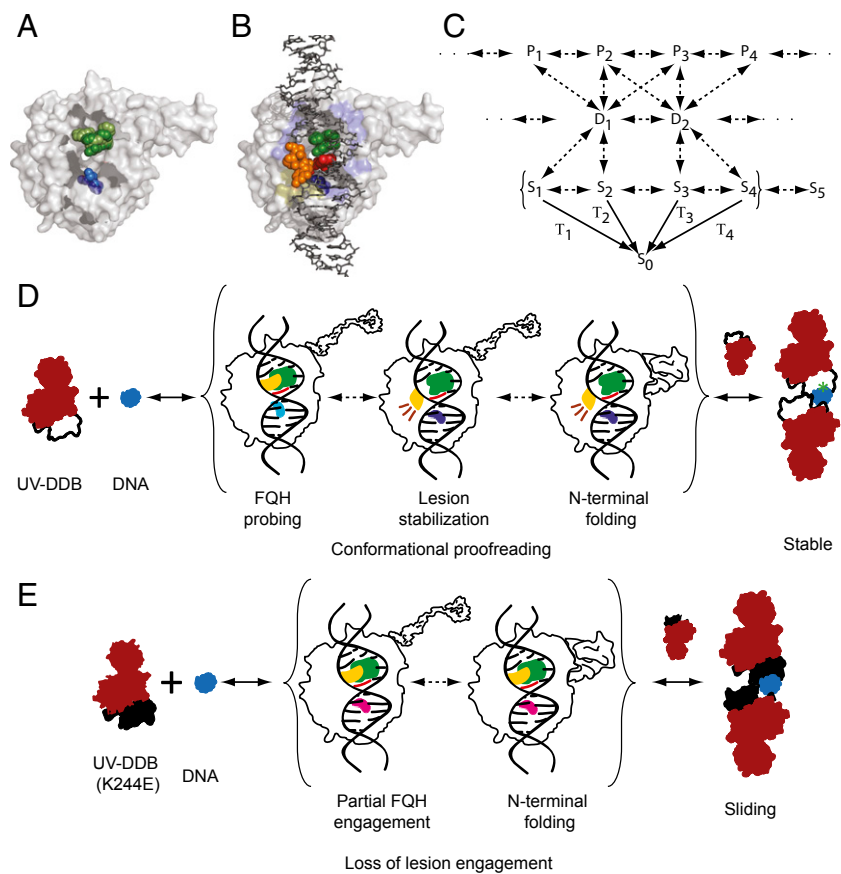 A
B
C
· · P1 P2 P3 P4 · ·
· · D1 D2 · ·
{ S1 S2 S3 S4 } S5
T1 T2 T3 T4
S0
D
UV-DDB
+
DNA
FQH
probing
Lesion
stabilization
N-terminal
folding
Conformational proofreading
Stable
*
E
UV-DDB
(K244E)
+
DNA
Partial FQH
engagement
N-terminal
folding
Loss of lesion engagement
Sliding